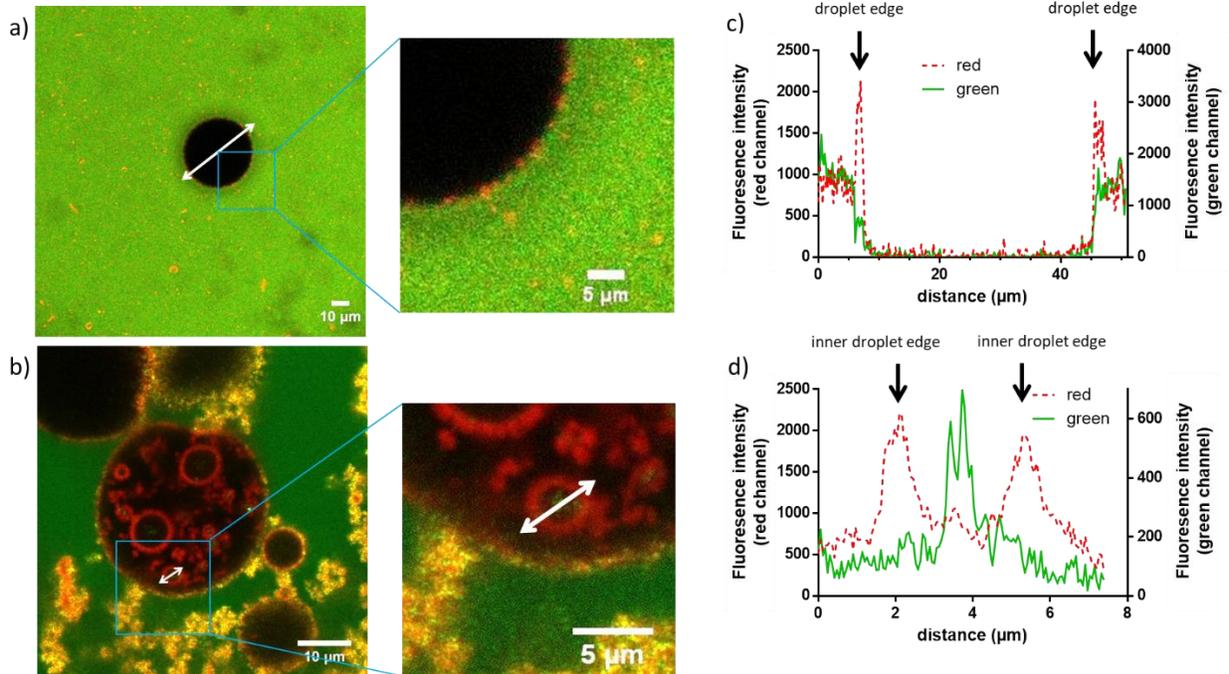 a)
10 µm
5 µm
b)
10 µm
5 µm
c)
droplet edge
droplet edge
2500
2000
1500
1000
500
0
4000
3000
2000
1000
0
red
green
Fluoresence intensity
(red channel)
Fluoresence intensity
(green channel)
0
20
40
distance (µm)
d)
inner droplet edge
inner droplet edge
2500
2000
1500
1000
500
0
600
400
200
0
red
green
Fluoresence intensity
(red channel)
Fluoresence intensity
(green channel)
0
2
4
6
8
distance (µm)